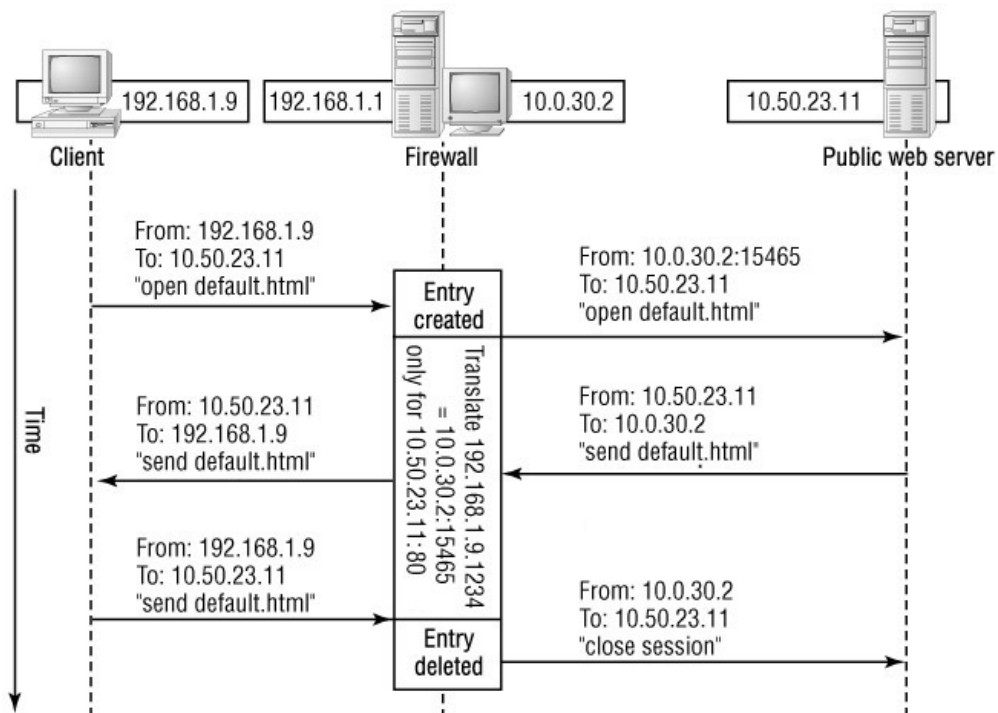 192.168.1.9
192.168.1.1
10.0.30.2
10.50.23.11
Client
Firewall
Public web server
Time
From: 192.168.1.9
To: 10.50.23.11
"open default.html"
Entry
created
From: 10.0.30.2:15465
To: 10.50.23.11
"open default.html"
Translate 192.168.1.9.1234
= 10.0.30.2:15465
only for 10.50.23.11:80
From: 10.50.23.11
To: 192.168.1.9
"send default.html"
From: 10.50.23.11
To: 10.0.30.2
"send default.html"
From: 192.168.1.9
To: 10.50.23.11
"send default.html"
Entry
deleted
From: 10.0.30.2
To: 10.50.23.11
"close session"